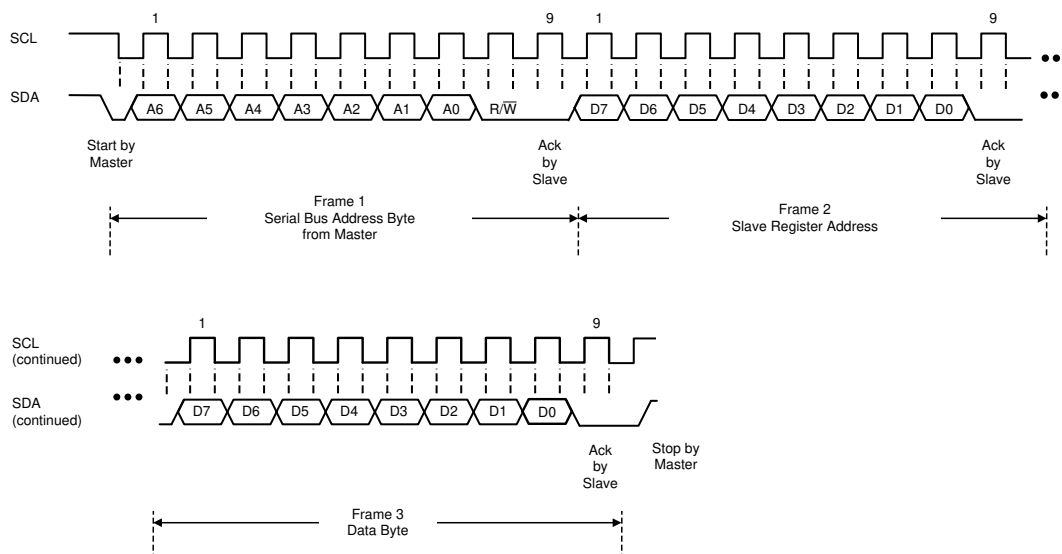 1 9 1 9
SCL
SDA A6 A5 A4 A3 A2 A1 A0 R/W̅ D7 D6 D5 D4 D3 D2 D1 D0
Start by
Master
Ack
by
Slave
Ack
by
Slave
Frame 1
Serial Bus Address Byte
from Master
Frame 2
Slave Register Address
1 9
SCL
(continued)
SDA
(continued)
D7 D6 D5 D4 D3 D2 D1 D0
Ack
by
Slave
Stop by
Master
Frame 3
Data Byte